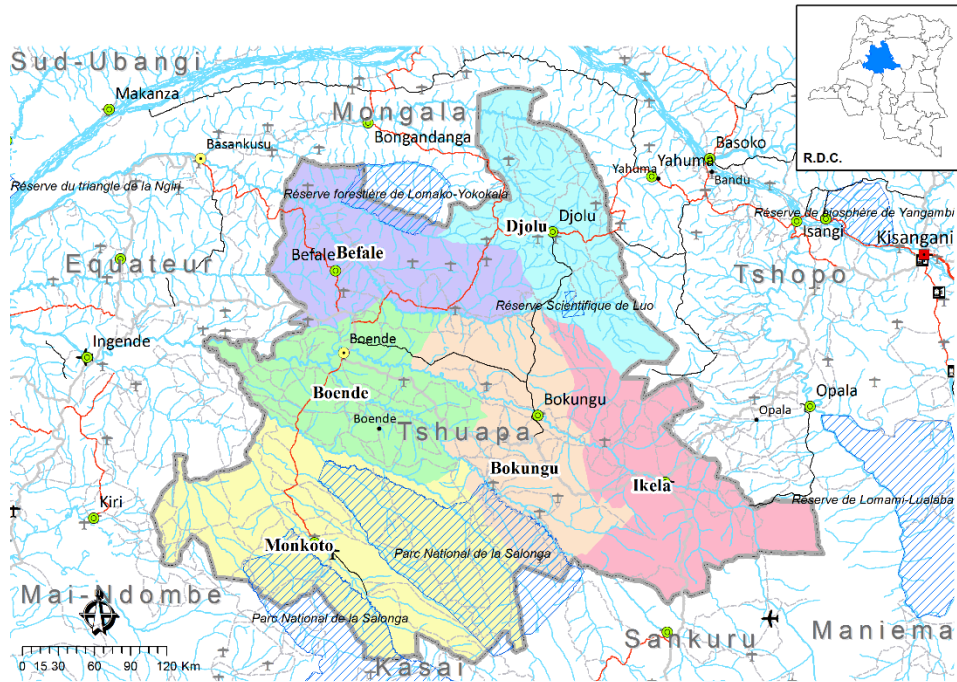 Sud-Ubangi
Makanza
Mongala
Bongandanga
Basankusu
Réserve du triangle de la Ngiri
Réserve forestière de Lomako-Yokokala
Yahuma
Yahuma
Basoko
Bandu
R.D.C.
Djolu
Djolu
Réserve de biosphère de Yangambi
Isangi
Kisangani
Equateur
Befale
Befale
Tshopo
Réserve Scientifique de Luo
Ingende
Boende
Boende
Boende
Bokungu
Tshuapa
Opala
Opala
Bokungu
Ikela
Réserve de Lomami-Lualaba
Kiri
Monkoto
Parc National de la Salonga
Mai-Ndombe
Parc National de la Salonga
Sankuru
Maniema
Kasai
0 15.30 60 90 120 Km